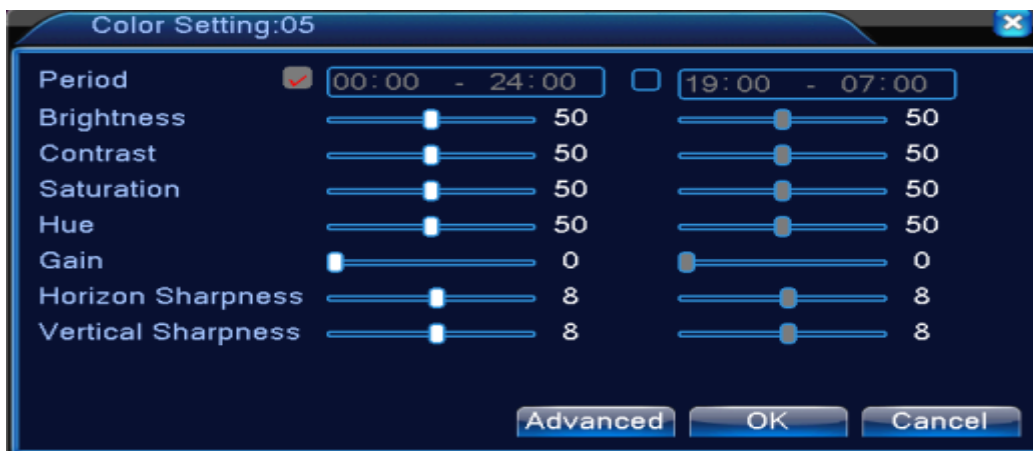 Color Setting:05
Period 00:00 - 24:00 19:00 - 07:00
Brightness 50 50
Contrast 50 50
Saturation 50 50
Hue 50 50
Gain 0 0
Horizon Sharpness 8 8
Vertical Sharpness 8 8
Advanced OK Cancel